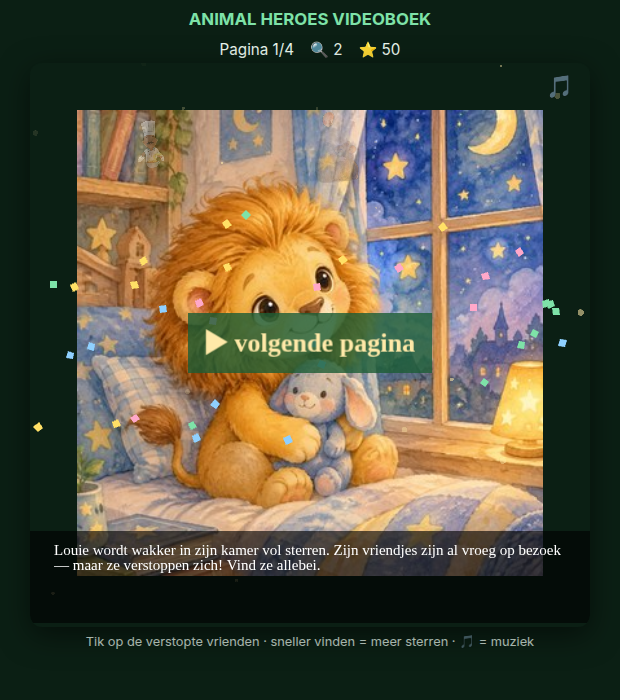 ANIMAL HEROES VIDEOBOEK
Pagina 1/4 🔍 2 ⭐ 50
▶ volgende pagina
Louie wordt wakker in zijn kamer vol sterren. Zijn vriendjes zijn al vroeg op bezoek
— maar ze verstoppen zich! Vind ze allebei.
Tik op de verstopte vrienden · sneller vinden = meer sterren · 🎵 = muziek